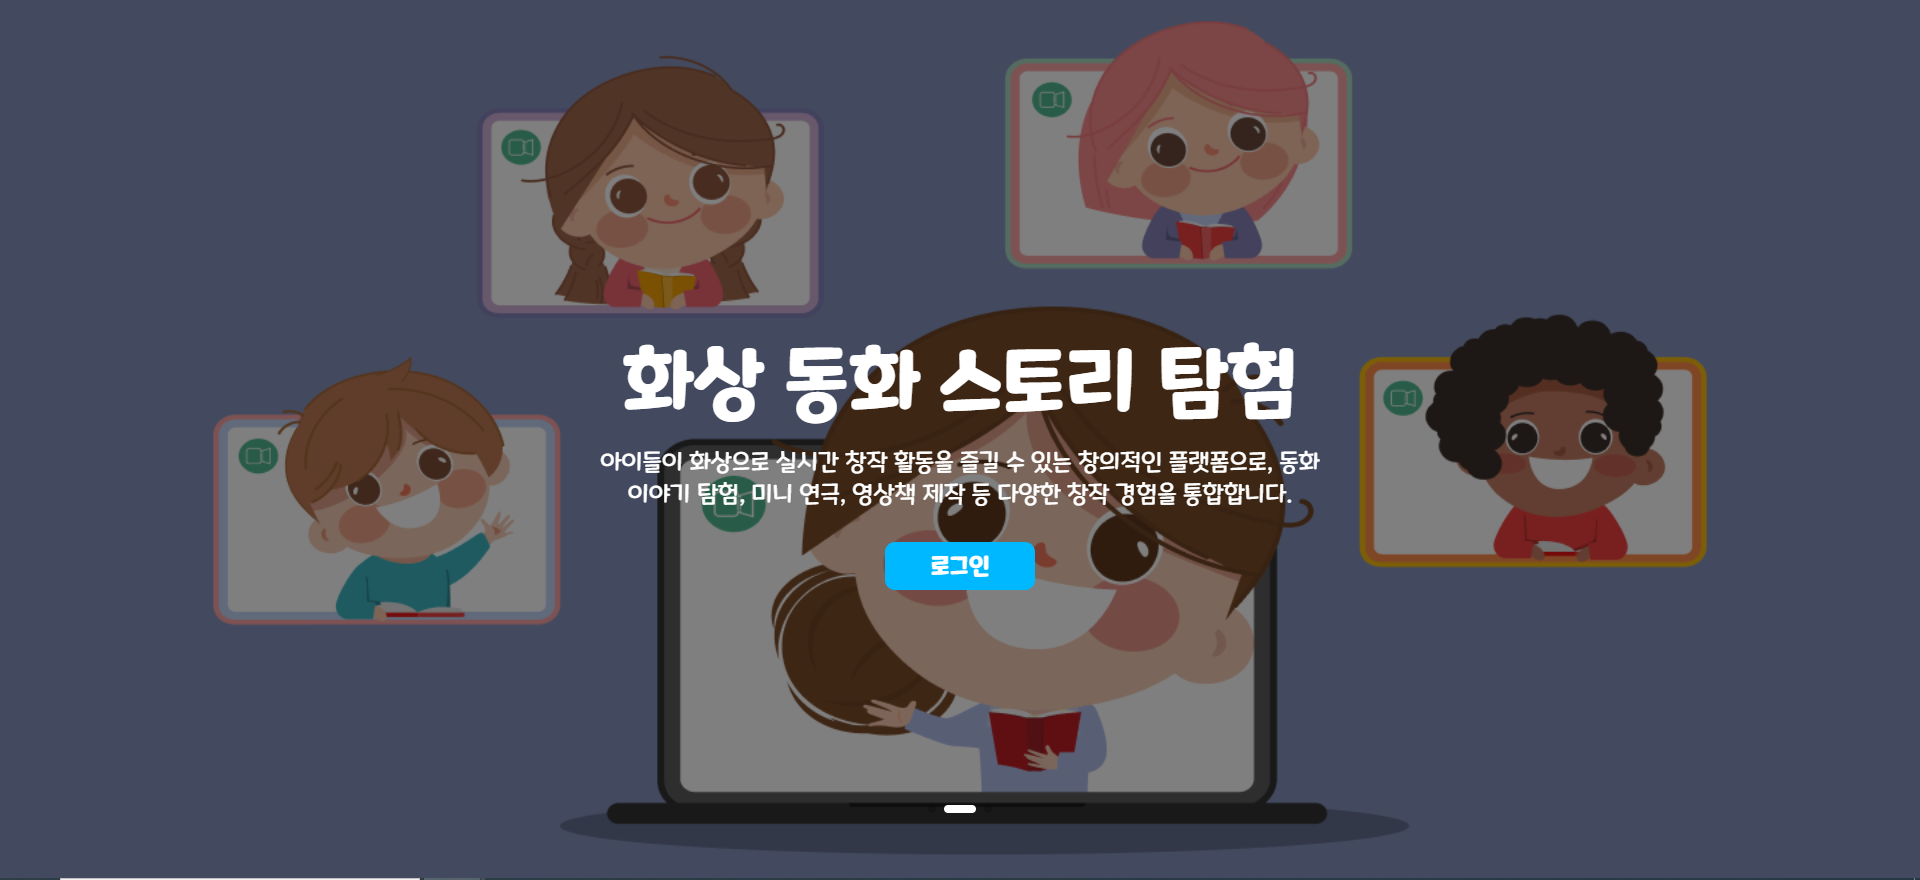 화상 동화 스토리 탐험
아이들이 화상으로 실시간 창작 활동을 즐길 수 있는 창의적인 플랫폼으로, 동화
이야기 탐험, 미니 연극, 영상책 제작 등 다양한 창작 경험을 통합합니다.
로그인